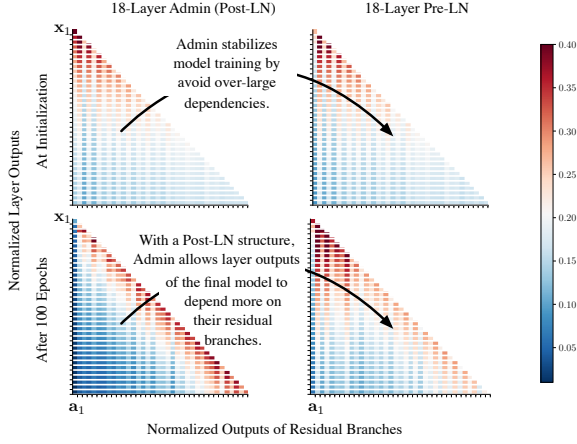 18-Layer Admin (Post-LN)
18-Layer Pre-LN
x1
Admin stabilizes
model training by
avoid over-large
dependencies.
At Initialization
Normalized Layer Outputs
x1
With a Post-LN structure,
Admin allows layer outputs
of the final model to
depend more on
their residual
branches.
After 100 Epochs
a1
a1
Normalized Outputs of Residual Branches
0.40
0.35
0.30
0.25
0.20
0.15
0.10
0.05